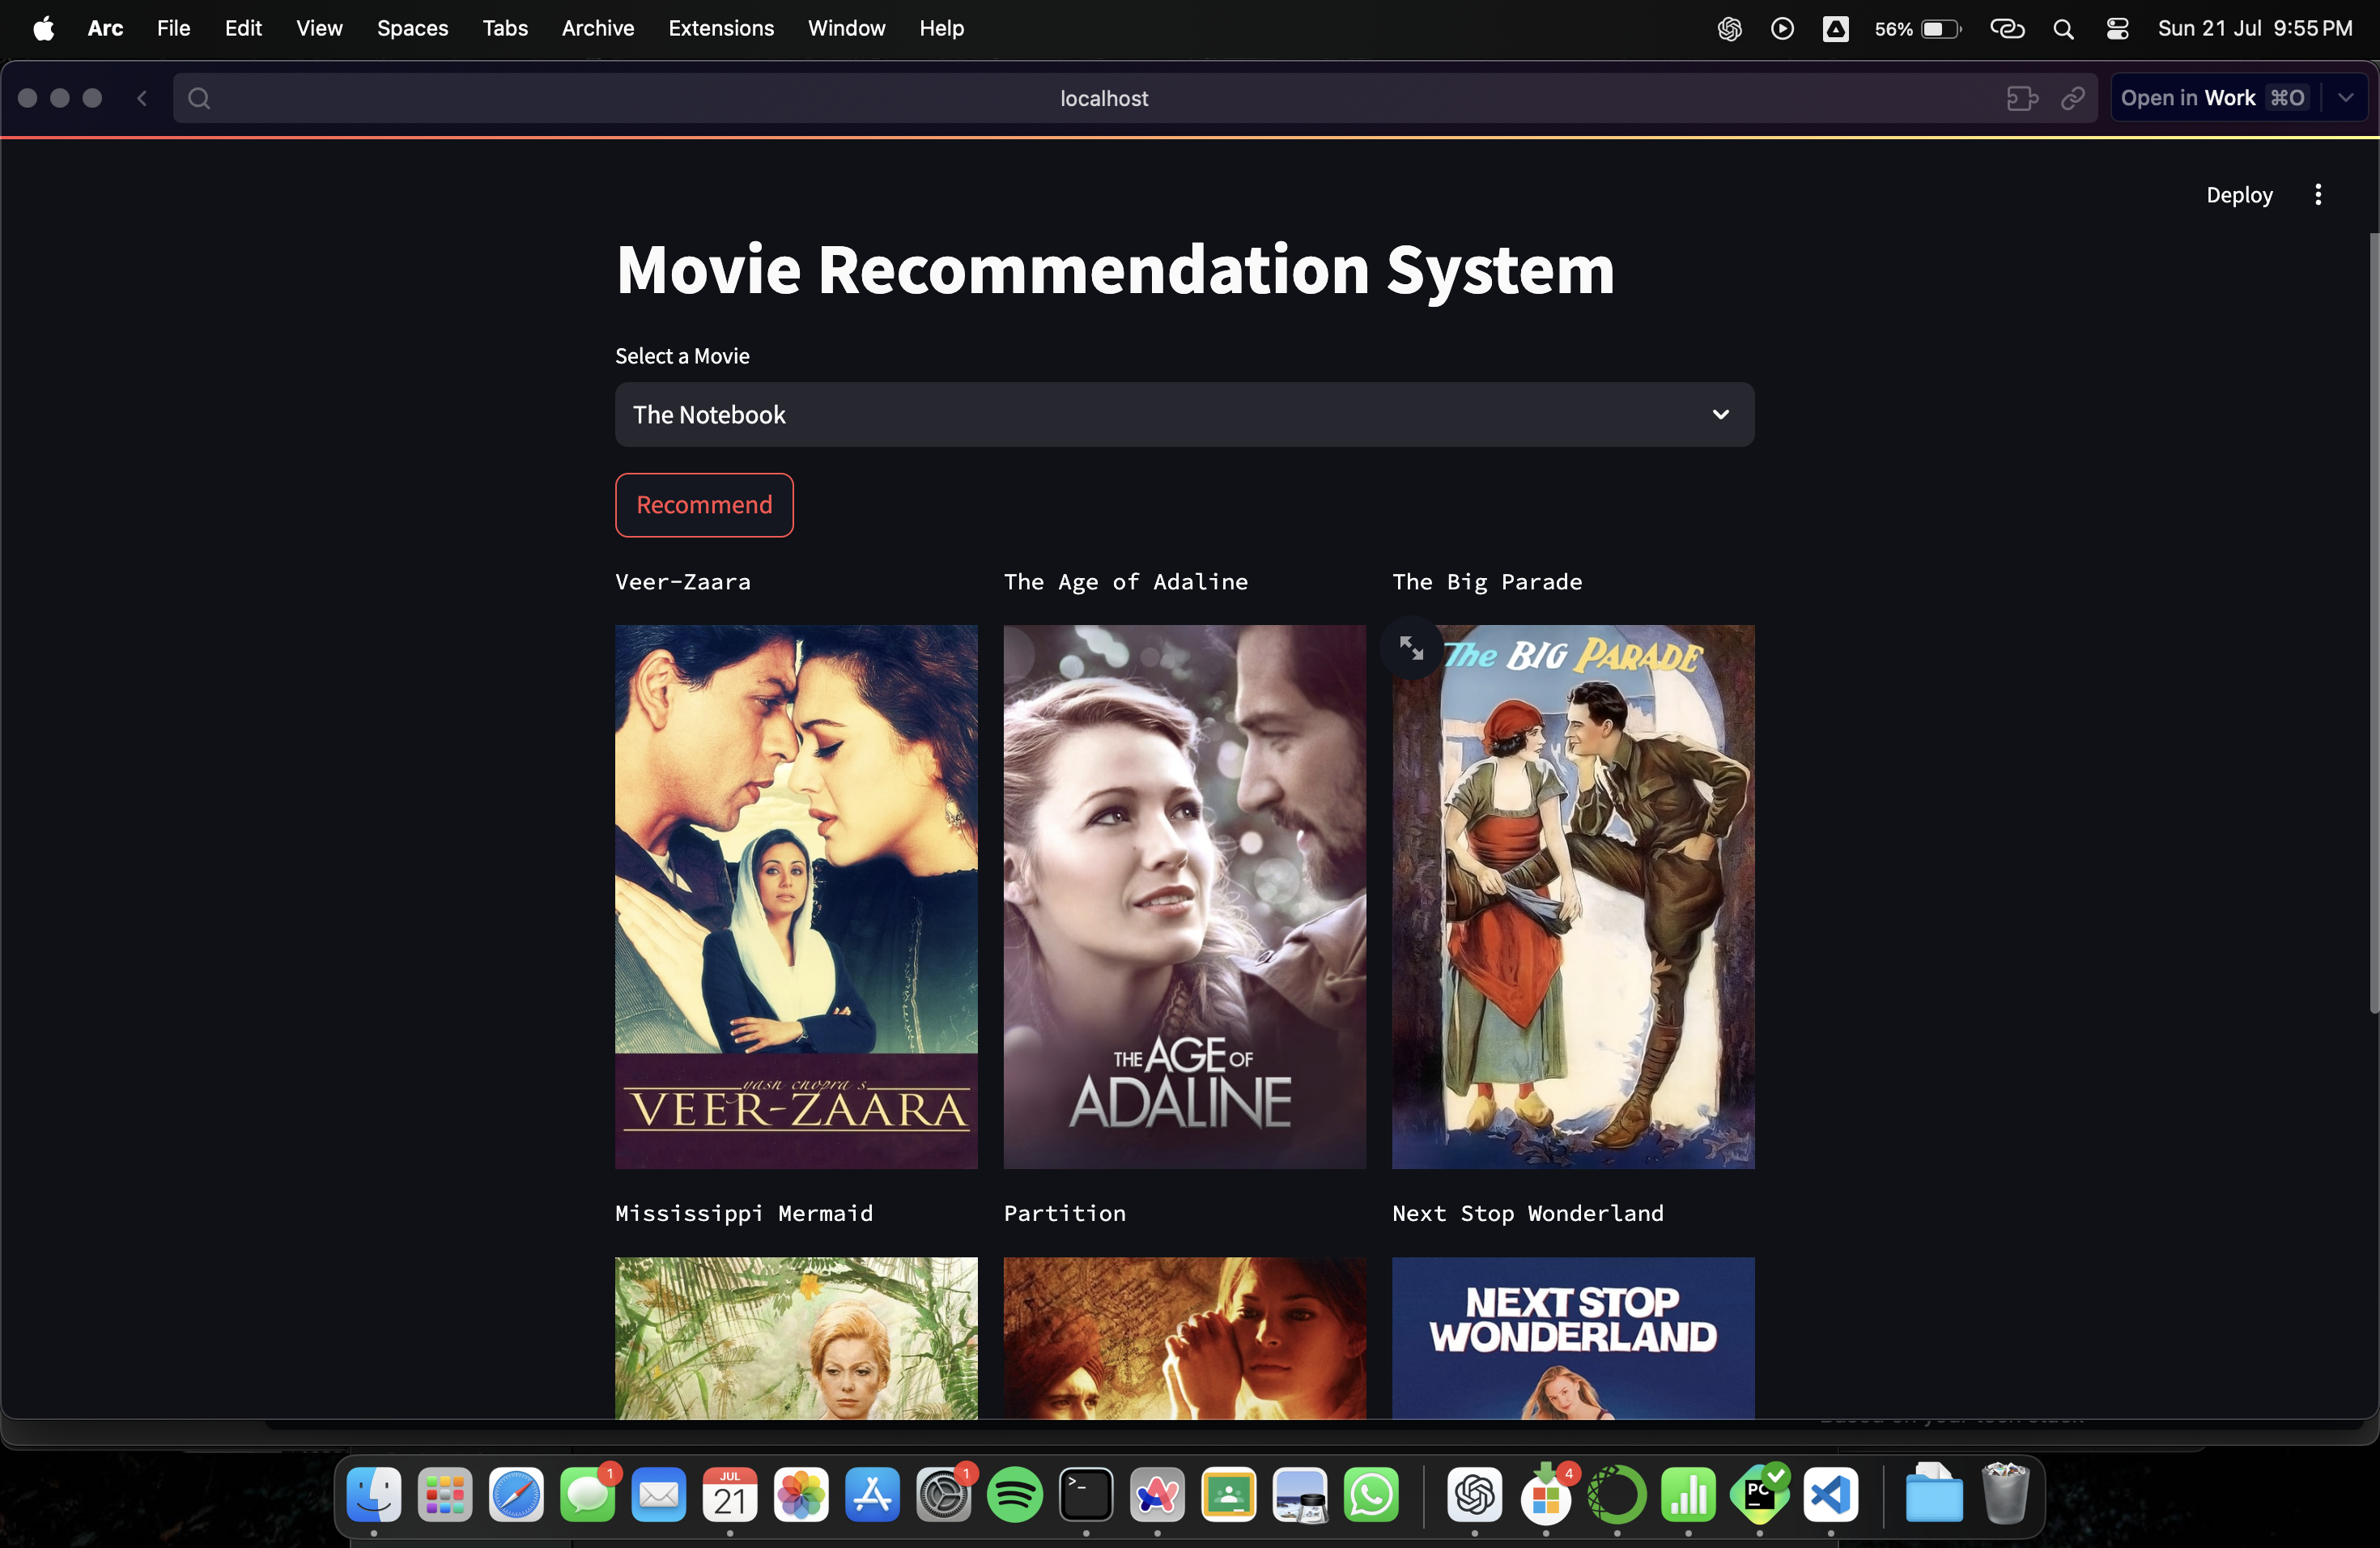 Arc File Edit View Spaces Tabs Archive Extensions Window Help 56% Sun 21 Jul 9:55 PM
localhost Open in Work ⌘O
Deploy
Movie Recommendation System
Select a Movie
The Notebook
Recommend
Veer-Zaara The Age of Adaline The Big Parade
The BIG PARADE
yash chopra's
VEER-ZAARA
THE AGE OF
ADALINE
Mississippi Mermaid Partition Next Stop Wonderland
NEXT STOP
WONDERLAND
1 JUL 1 4
21 >_ PC